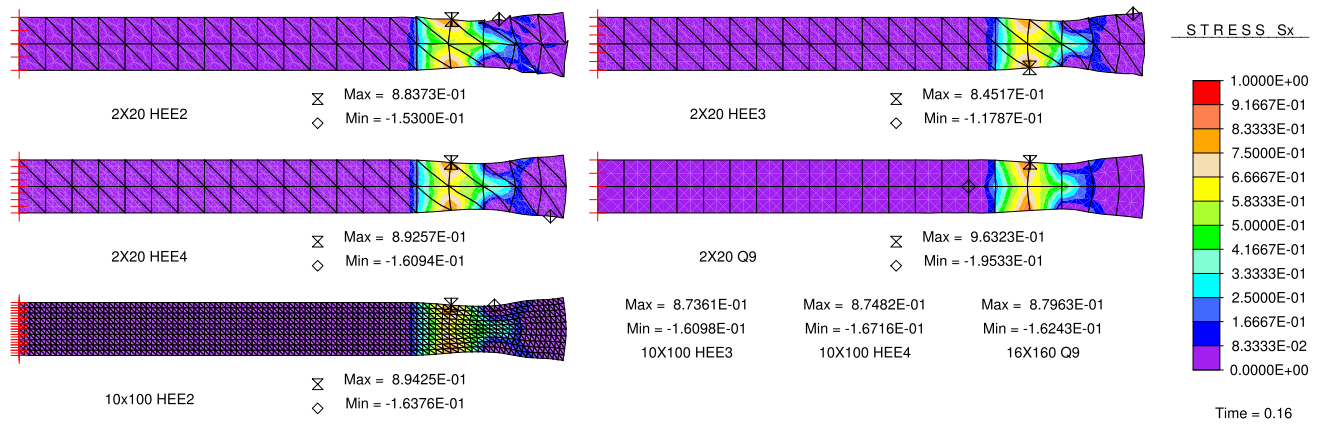 2X20 HEE2
Max = 8.8373E-01
Min = -1.5300E-01
2X20 HEE3
Max = 8.4517E-01
Min = -1.1787E-01
2X20 HEE4
Max = 8.9257E-01
Min = -1.6094E-01
2X20 Q9
Max = 9.6323E-01
Min = -1.9533E-01
10x100 HEE2
Max = 8.9425E-01
Min = -1.6376E-01
Max = 8.7361E-01
Min = -1.6098E-01
10X100 HEE3
Max = 8.7482E-01
Min = -1.6716E-01
10X100 HEE4
Max = 8.7963E-01
Min = -1.6243E-01
16X160 Q9
S T R E S S Sx
1.0000E+00
9.1667E-01
8.3333E-01
7.5000E-01
6.6667E-01
5.8333E-01
5.0000E-01
4.1667E-01
3.3333E-01
2.5000E-01
1.6667E-01
8.3333E-02
0.0000E+00
Time = 0.16